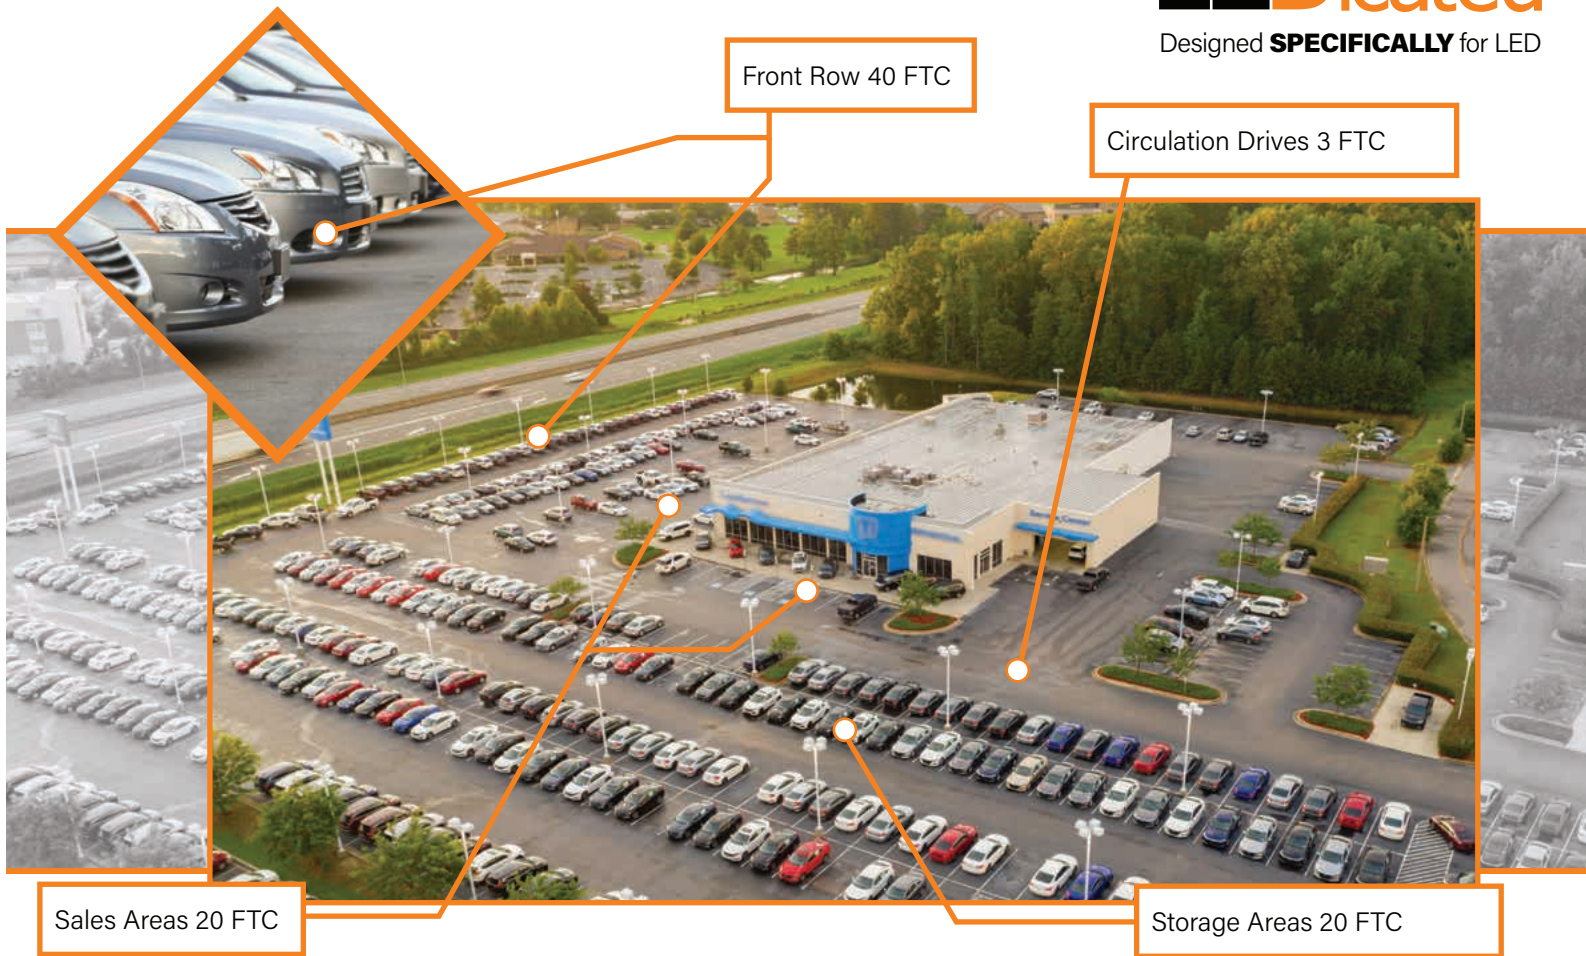 Designed SPECIFICALLY for LED
Front Row 40 FTC
Circulation Drives 3 FTC
Sales Areas 20 FTC
Storage Areas 20 FTC